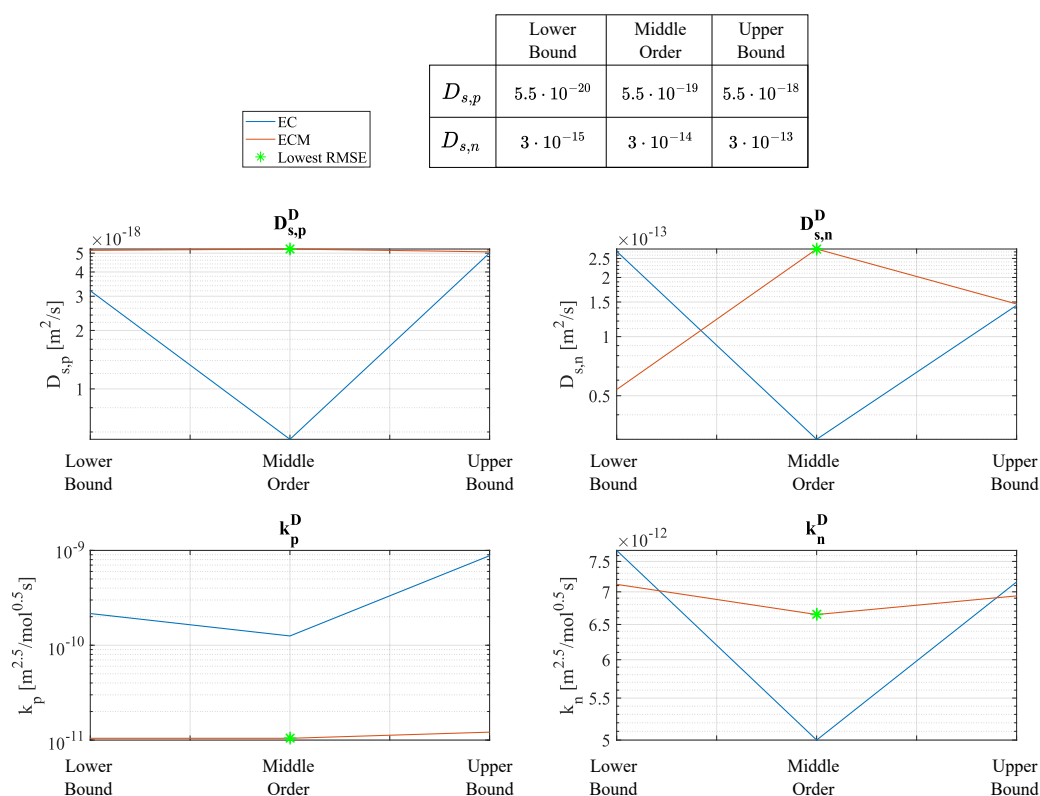 Lower Bound
Middle Order
Upper Bound
D_{s,p} 5.5 · 10^{-20} 5.5 · 10^{-19} 5.5 · 10^{-18}
D_{s,n} 3 · 10^{-15} 3 · 10^{-14} 3 · 10^{-13}
EC
ECM
Lowest RMSE
D_{s,p}^{D}
×10^{-18}
5
4
3
2
1
D_{s,p} [m^{2}/s]
Lower Bound
Middle Order
Upper Bound
D_{s,n}^{D}
×10^{-13}
2.5
2
1.5
1
0.5
D_{s,n} [m^{2}/s]
Lower Bound
Middle Order
Upper Bound
k_{p}^{D}
10^{-9}
10^{-10}
10^{-11}
k_{p} [m^{2.5}/mol^{0.5}s]
Lower Bound
Middle Order
Upper Bound
k_{n}^{D}
×10^{-12}
7.5
7
6.5
6
5.5
5
k_{n} [m^{2.5}/mol^{0.5}s]
Lower Bound
Middle Order
Upper Bound